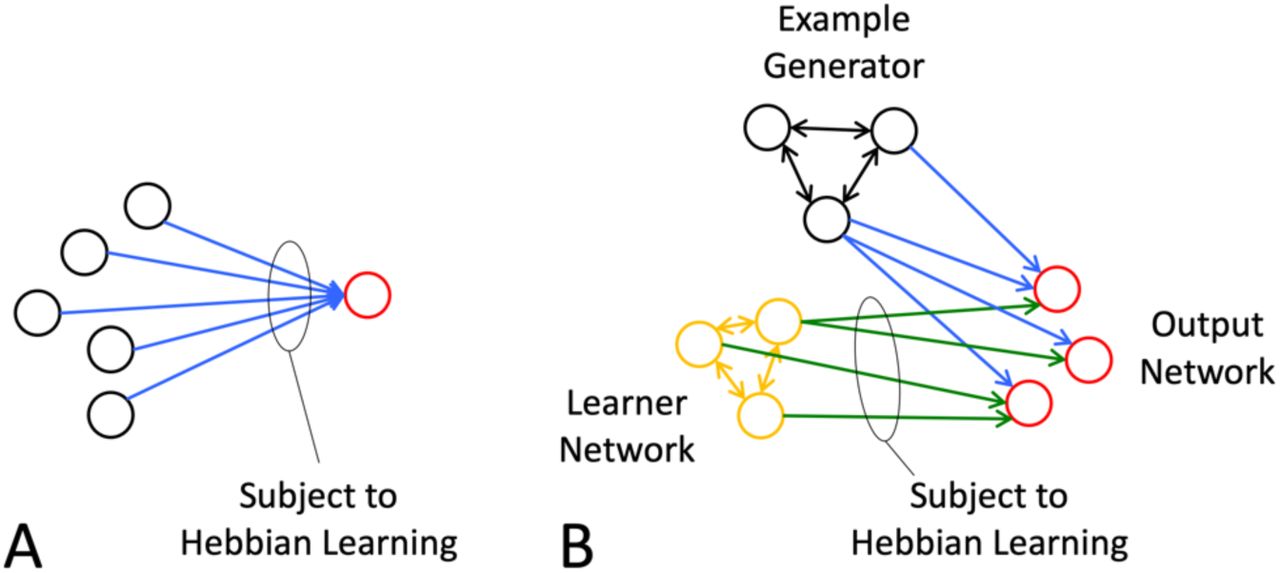 Example
Generator
Output
Network
Learner
Network
Subject to
Hebbian Learning
Subject to
Hebbian Learning
A
B